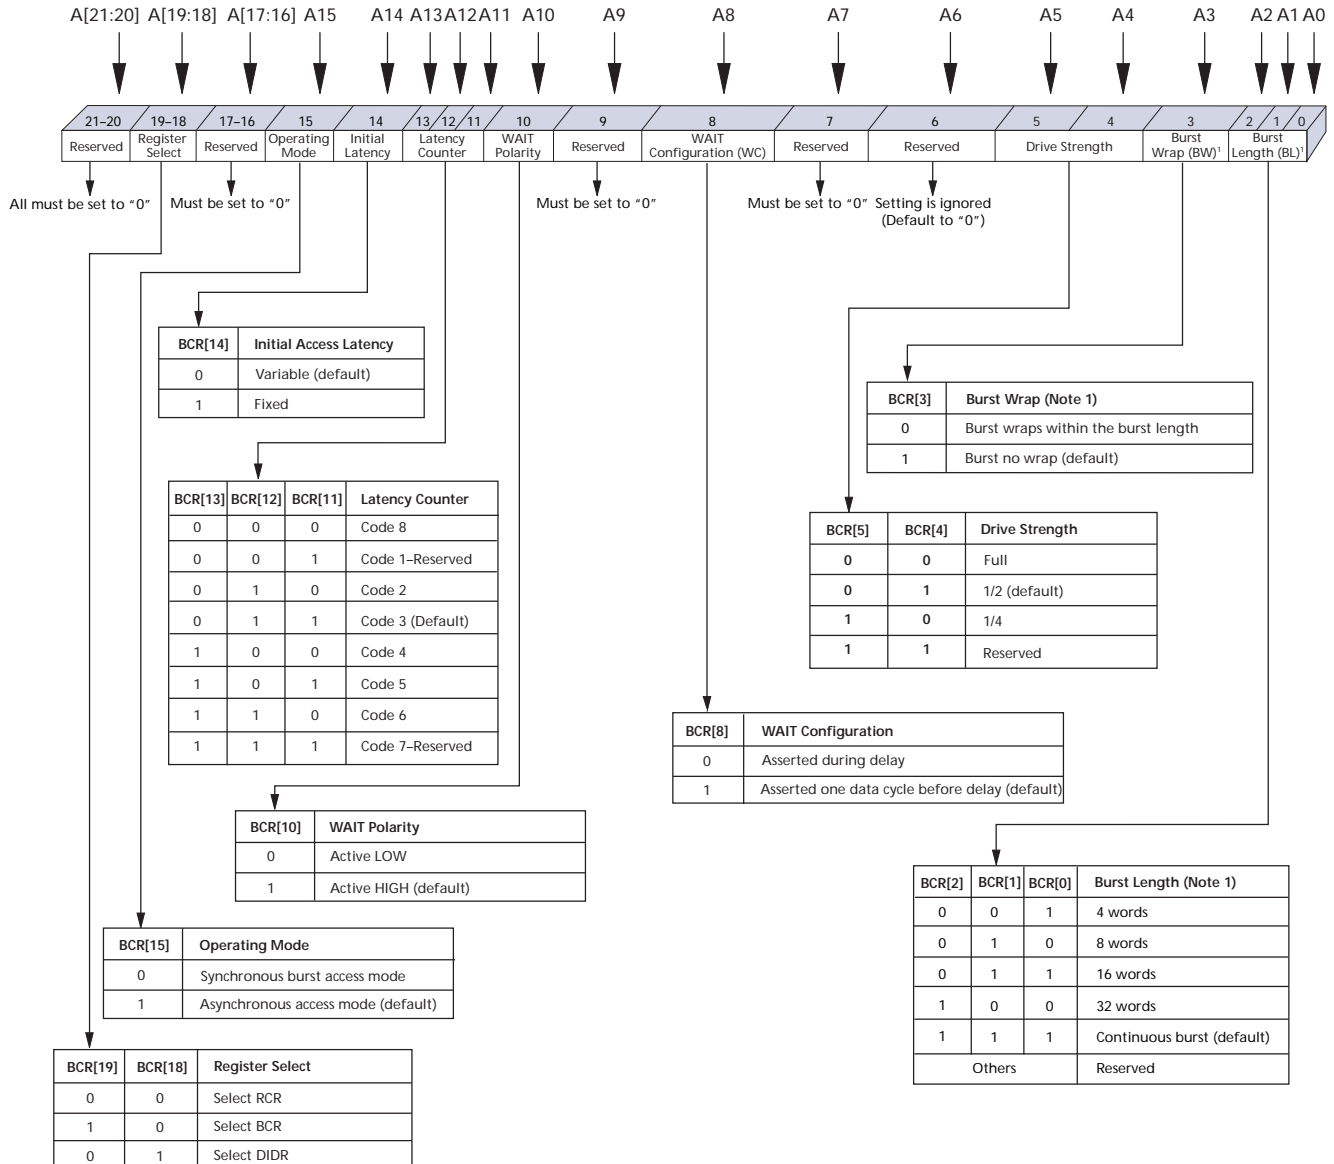 A[21:20] A[19:18] A[17:16] A15 A14 A13 A12 A11 A10 A9 A8 A7 A6 A5 A4 A3 A2 A1 A0
21–20 19–18 17–16 15 14 13 12 11 10 9 8 7 6 5 4 3 2 1 0
Reserved
Register
Select
Reserved
Operating
Mode
Initial
Latency
Latency
Counter
WAIT
Polarity
Reserved
WAIT
Configuration (WC)
Reserved
Reserved
Drive Strength
Burst
Wrap (BW)¹
Burst
Length (BL)¹
All must be set to "0"
Must be set to "0"
Must be set to "0"
Must be set to "0"
Setting is ignored
(Default to "0")
BCR[14] Initial Access Latency
0 Variable (default)
1 Fixed
BCR[3] Burst Wrap (Note 1)
0 Burst wraps within the burst length
1 Burst no wrap (default)
BCR[13] BCR[12] BCR[11] Latency Counter
0 0 0 Code 8
0 0 1 Code 1–Reserved
0 1 0 Code 2
0 1 1 Code 3 (Default)
1 0 0 Code 4
1 0 1 Code 5
1 1 0 Code 6
1 1 1 Code 7–Reserved
BCR[5] BCR[4] Drive Strength
0 0 Full
0 1 1/2 (default)
1 0 1/4
1 1 Reserved
BCR[8] WAIT Configuration
0 Asserted during delay
1 Asserted one data cycle before delay (default)
BCR[10] WAIT Polarity
0 Active LOW
1 Active HIGH (default)
BCR[2] BCR[1] BCR[0] Burst Length (Note 1)
0 0 1 4 words
0 1 0 8 words
0 1 1 16 words
1 0 0 32 words
1 1 1 Continuous burst (default)
Others Reserved
BCR[15] Operating Mode
0 Synchronous burst access mode
1 Asynchronous access mode (default)
BCR[19] BCR[18] Register Select
0 0 Select RCR
1 0 Select BCR
0 1 Select DIDR